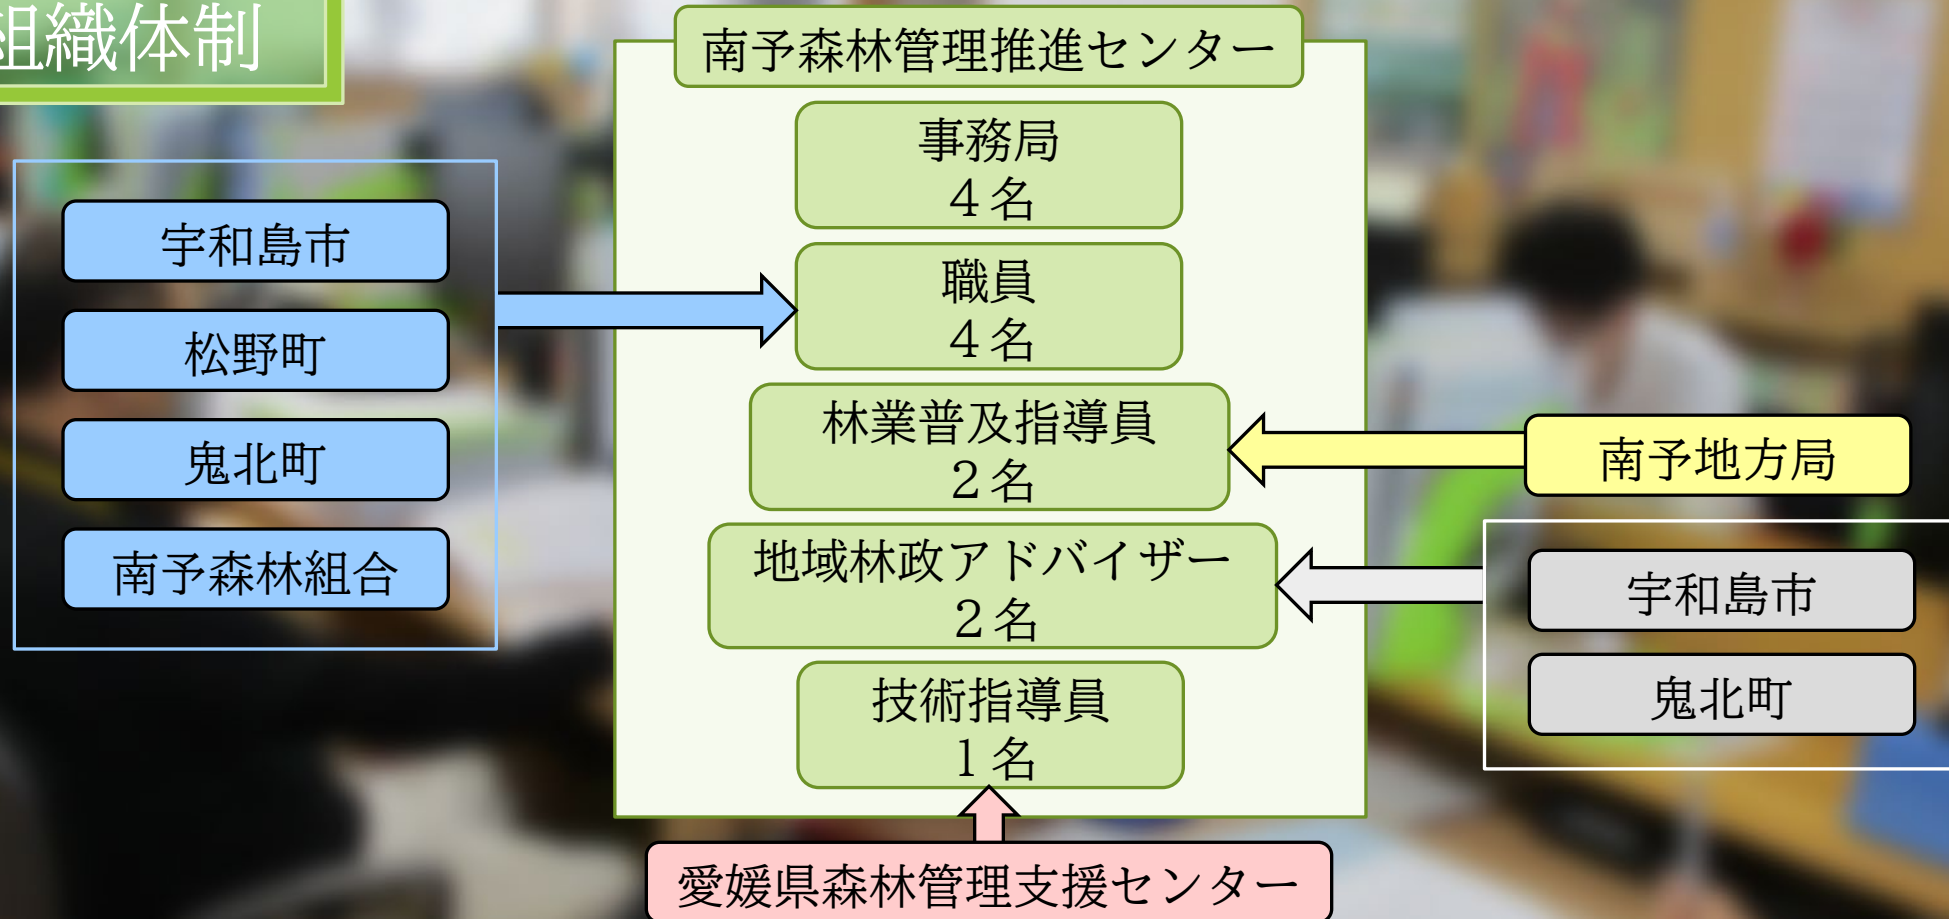 組織体制
南予森林管理推進センター
事務局
４名
職員
４名
林業普及指導員
２名
地域林政アドバイザー
２名
技術指導員
１名
宇和島市
松野町
鬼北町
南予森林組合
南予地方局
宇和島市
鬼北町
愛媛県森林管理支援センター